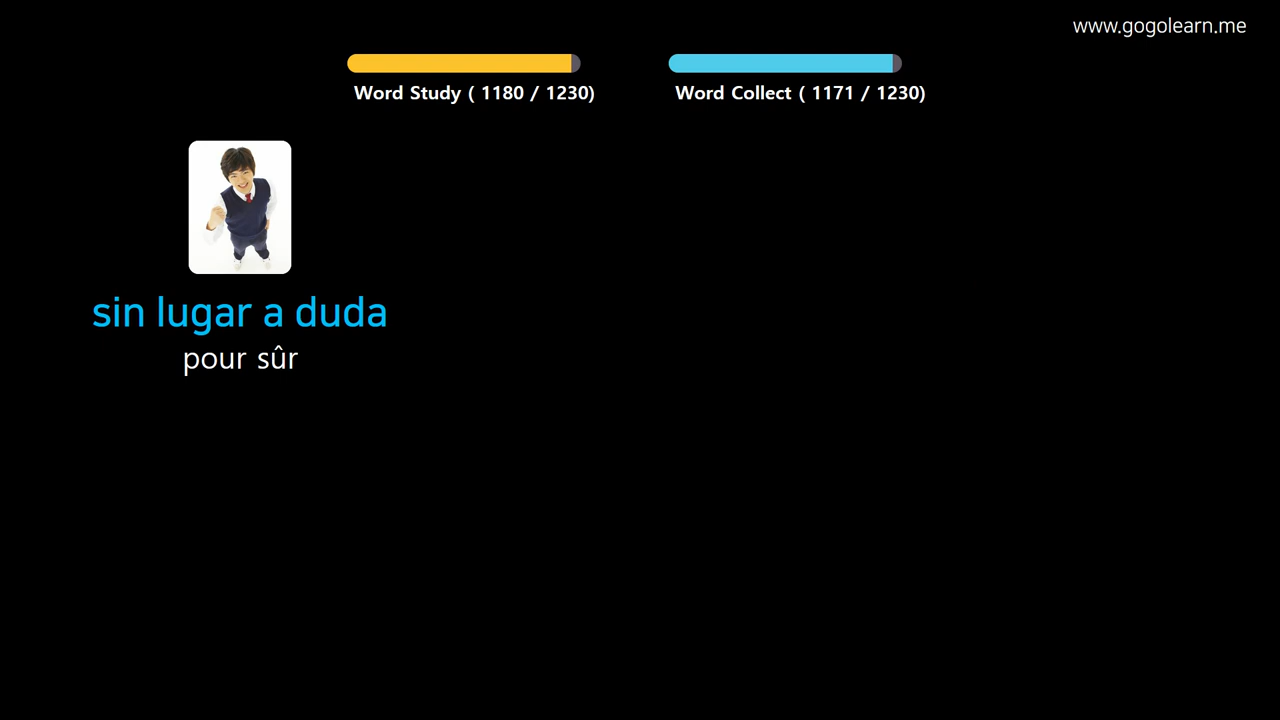 www.gogolearn.me
Word Study ( 1180 / 1230)
Word Collect ( 1171 / 1230)
sin lugar a duda
pour sûr